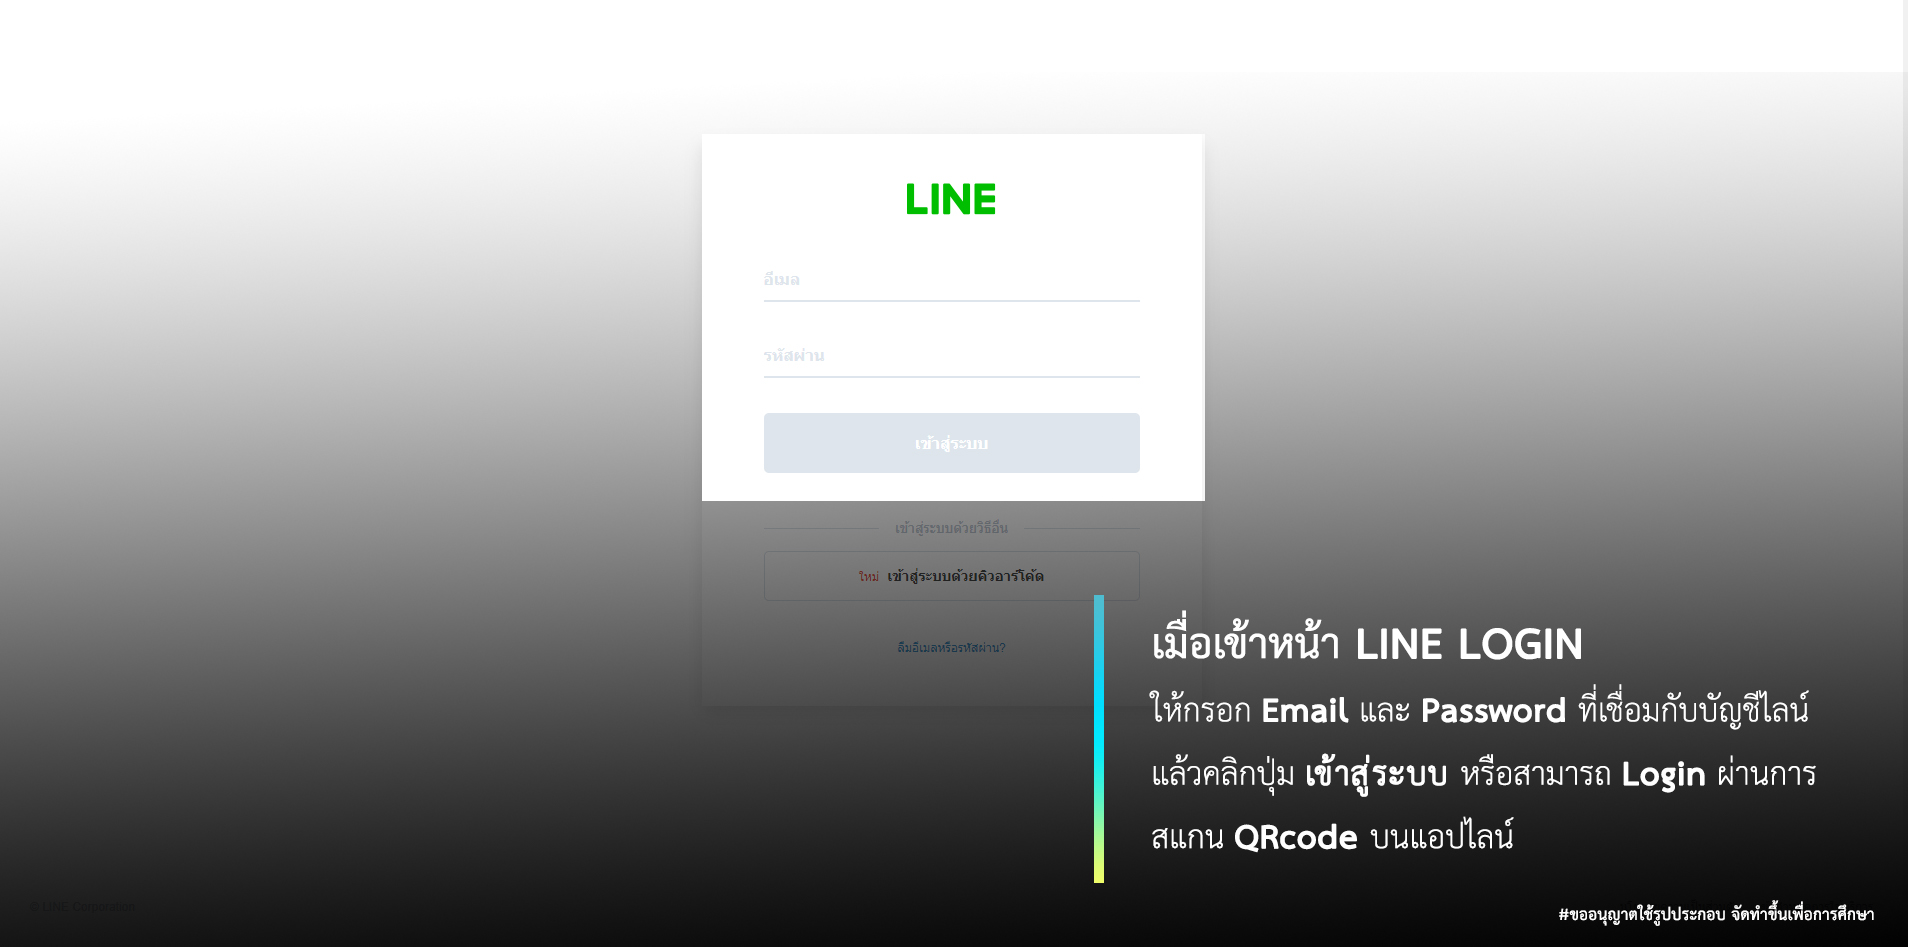 LINE
อีเมล
รหัสผ่าน
เข้าสู่ระบบ
เข้าสู่ระบบด้วยวิธีอื่น
ใหม่ เข้าสู่ระบบด้วยคิวอาร์โค้ด
ลืมอีเมลหรือรหัสผ่าน?
เมื่อเข้าหน้า LINE LOGIN
ให้กรอก Email และ Password ที่เชื่อมกับบัญชีไลน์
แล้วคลิกปุ่ม เข้าสู่ระบบ หรือสามารถ Login ผ่านการ
สแกน QRcode บนแอปไลน์
© LINE Corporation
#ขออนุญาตใช้รูปประกอบ จัดทำขึ้นเพื่อการศึกษา